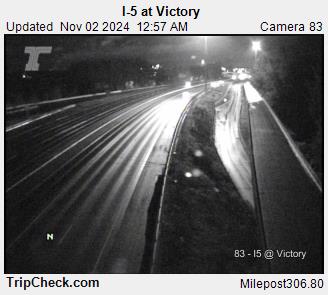 I-5 at Victory
Updated Nov 02 2024 12:57 AM Camera 83
T
N
83 - I5 @ Victory
TripCheck.com Milepost306.80